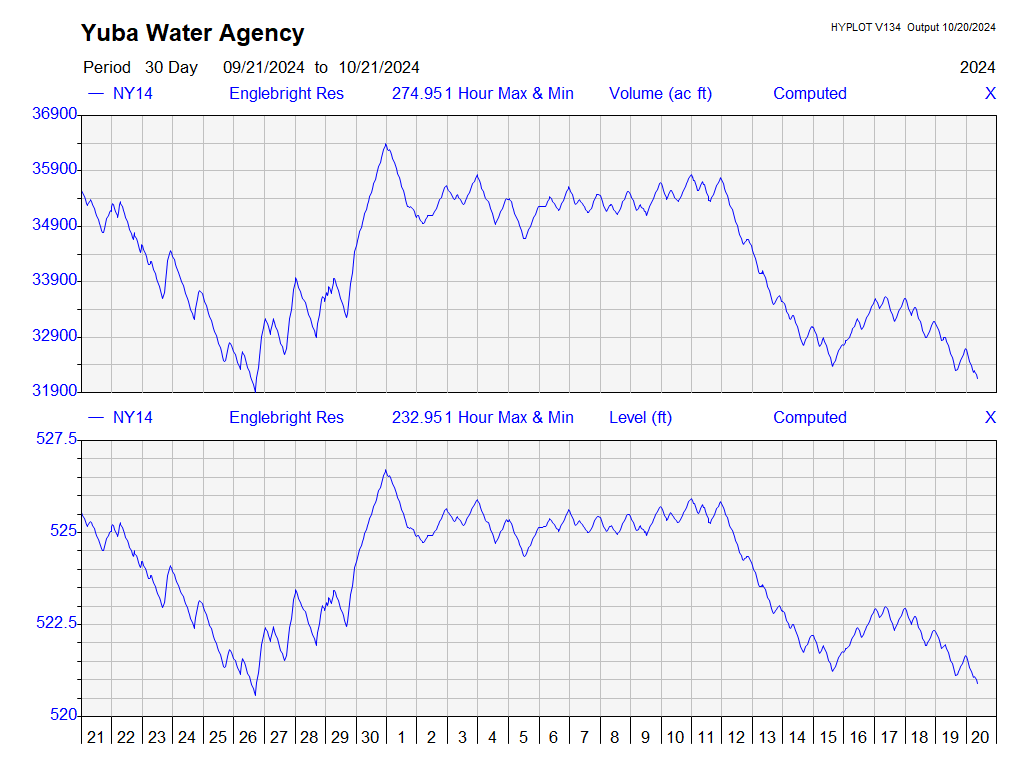 Yuba Water Agency
HYPLOT V134 Output 10/20/2024
Period 30 Day 09/21/2024 to 10/21/2024 2024
NY14 Englebright Res 274.951 Hour Max & Min Volume (ac ft) Computed X
36900
35900
34900
33900
32900
31900
NY14 Englebright Res 232.951 Hour Max & Min Level (ft) Computed X
527.5
525
522.5
520
21 22 23 24 25 26 27 28 29 30 1 2 3 4 5 6 7 8 9 10 11 12 13 14 15 16 17 18 19 20